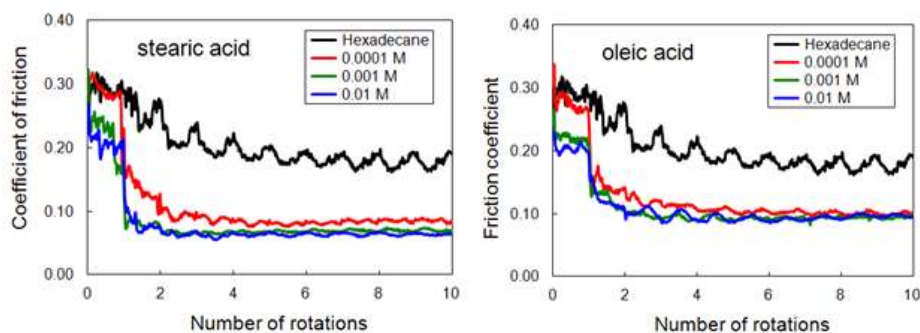 Coefficient of friction
0.40
0.30
0.20
0.10
0.00
stearic acid
Hexadecane
0.0001 M
0.001 M
0.01 M
0 2 4 6 8 10
Number of rotations
Friction coefficient
0.40
0.30
0.20
0.10
0.00
oleic acid
Hexadecane
0.0001 M
0.001 M
0.01 M
0 2 4 6 8 10
Number of rotations